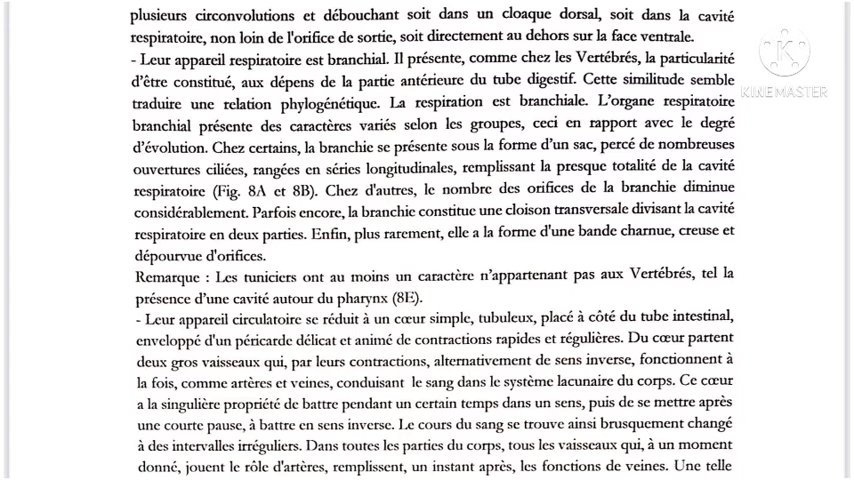 plusieurs circonvolutions et débouchant soit dans un cloaque dorsal, soit dans la cavité
respiratoire, non loin de l'orifice de sortie, soit directement au dehors sur la face ventrale.
- Leur appareil respiratoire est branchial. Il présente, comme chez les Vertébrés, la particularité
d'être constitué, aux dépens de la partie antérieure du tube digestif. Cette similitude semble
traduire une relation phylogénétique. La respiration est branchiale. L'organe respiratoire
branchial présente des caractères variés selon les groupes, ceci en rapport avec le degré
d'évolution. Chez certains, la branchie se présente sous la forme d'un sac, percé de nombreuses
ouvertures ciliées, rangées en séries longitudinales, remplissant la presque totalité de la cavité
respiratoire (Fig. 8A et 8B). Chez d'autres, le nombre des orifices de la branchie diminue
considérablement. Parfois encore, la branchie constitue une cloison transversale divisant la cavité
respiratoire en deux parties. Enfin, plus rarement, elle a la forme d'une bande charnue, creuse et
dépourvue d'orifices.
Remarque : Les tuniciers ont au moins un caractère n'appartenant pas aux Vertébrés, tel la
présence d'une cavité autour du pharynx (8E).
- Leur appareil circulatoire se réduit à un cœur simple, tubuleux, placé à côté du tube intestinal,
enveloppé d'un péricarde délicat et animé de contractions rapides et régulières. Du cœur partent
deux gros vaisseaux qui, par leurs contractions, alternativement de sens inverse, fonctionnent à
la fois, comme artères et veines, conduisant le sang dans le système lacunaire du corps. Ce cœur
a la singulière propriété de battre pendant un certain temps dans un sens, puis de se mettre après
une courte pause, à battre en sens inverse. Le cours du sang se trouve ainsi brusquement changé
à des intervalles irréguliers. Dans toutes les parties du corps, tous les vaisseaux qui, à un moment
donné, jouent le rôle d'artères, remplissent, un instant après, les fonctions de veines. Une telle
KINEMASTER